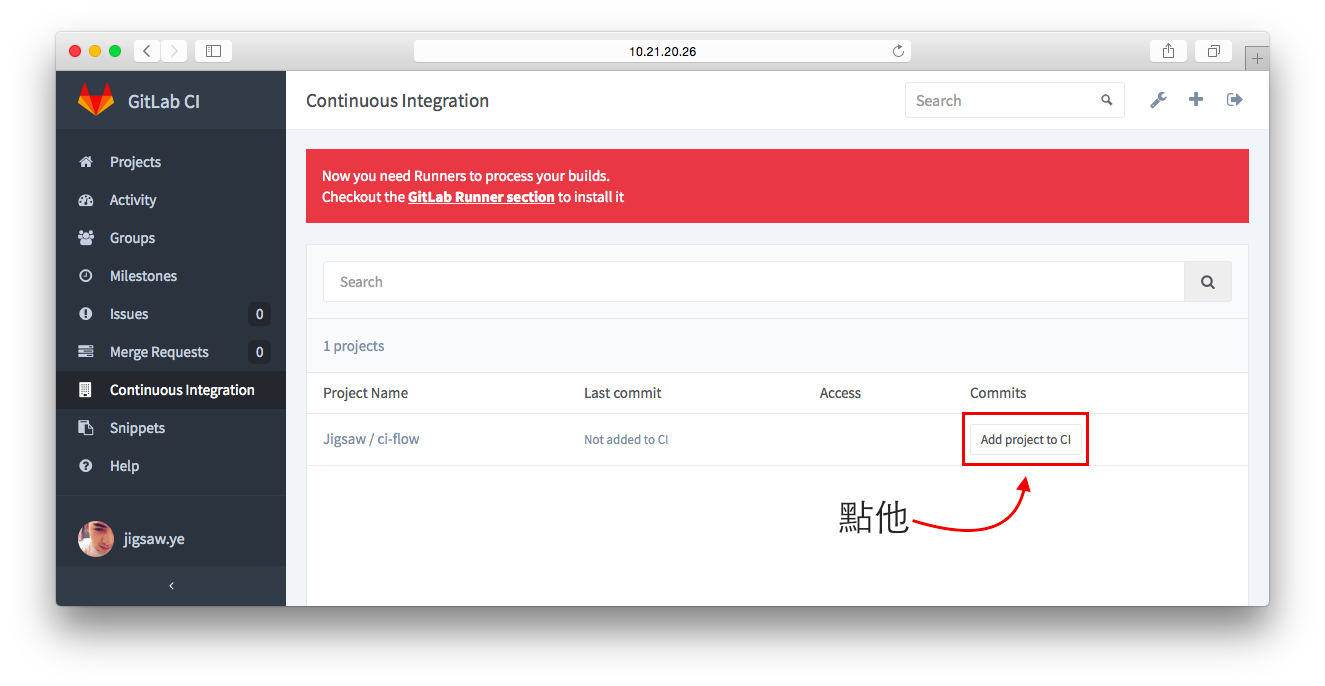 10.21.20.26
GitLab CI
Continuous Integration
Search
Projects
Activity
Groups
Milestones
Issues 0
Merge Requests 0
Continuous Integration
Snippets
Help
jigsaw.ye
Now you need Runners to process your builds.
Checkout the GitLab Runner section to install it
Search
1 projects
Project Name Last commit Access Commits
Jigsaw / ci-flow Not added to CI Add project to CI
點他